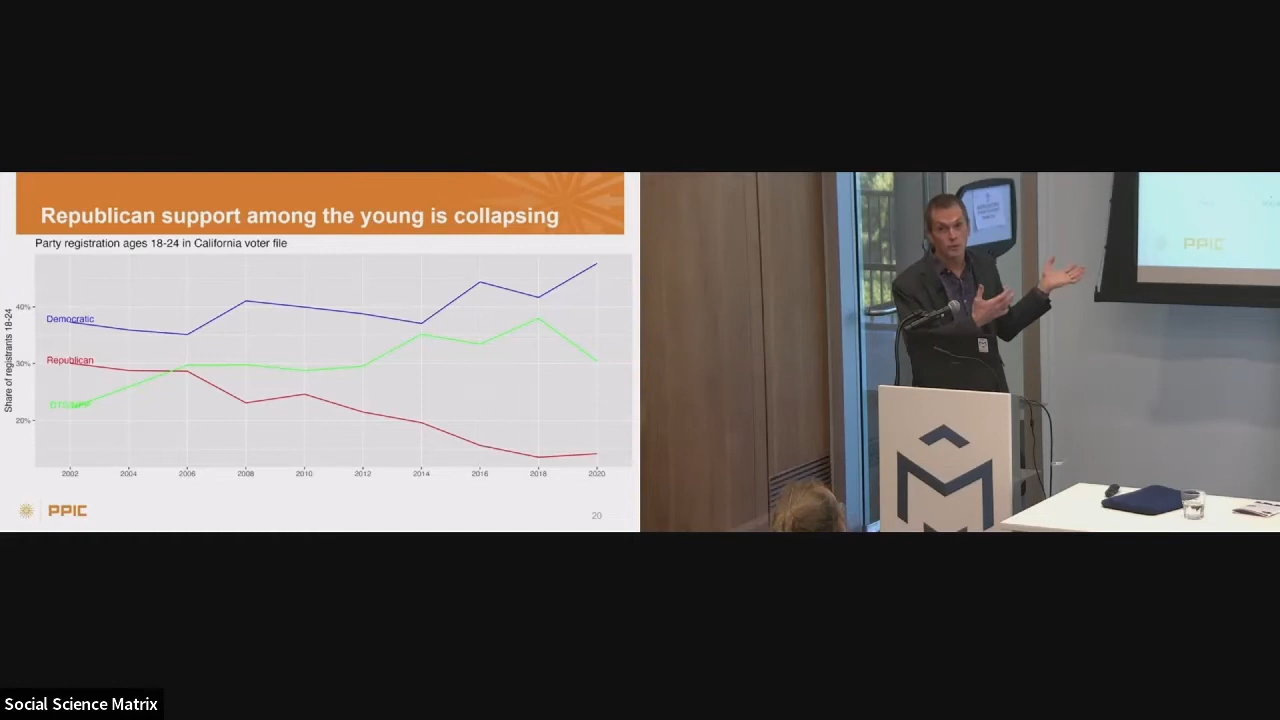 Republican support among the young is collapsing
Party registration ages 18-24 in California voter file
Share of registrants 18-24
40%
30%
20%
Democratic
Republican
2002 2004 2006 2008 2010 2012 2014 2016 2018 2020
PPIC
20
PPIC
Social Science Matrix